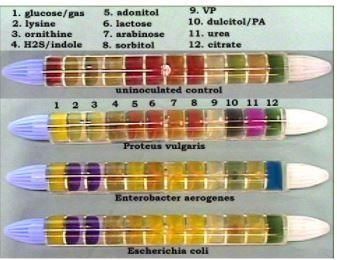 1. glucose/gas 5. adonitol 9. VP
2. lysine 6. lactose 10. dulcitol/PA
3. ornithine 7. arabinose 11. urea
4. H2S/indole 8. sorbitol 12. citrate
uninoculated control
1 2 3 4 5 6 7 8 9 10 11 12
Proteus vulgaris
Enterobacter aerogenes
Escherichia coli